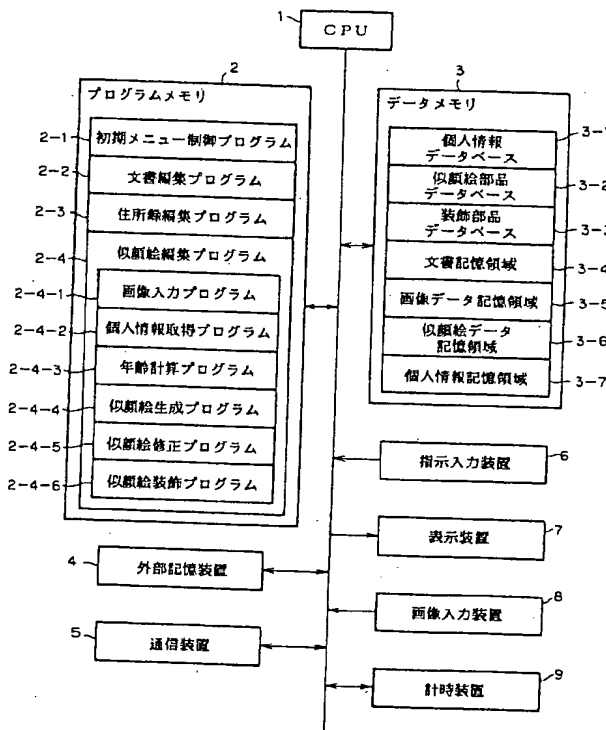 1
CPU
2
プログラムメモリ
2-1
初期メニュー制御プログラム
2-2
文書編集プログラム
2-3
住所録編集プログラム
2-4
似顔絵編集プログラム
2-4-1
画像入力プログラム
2-4-2
個人情報取得プログラム
2-4-3
年齢計算プログラム
2-4-4
似顔絵生成プログラム
2-4-5
似顔絵修正プログラム
2-4-6
似顔絵装飾プログラム
3
データメモリ
個人情報
データベース
3-1
似顔絵部品
データベース
3-2
装飾部品
データベース
3-3
文書記憶領域
3-4
画像データ記憶領域
3-5
似顔絵データ
記憶領域
3-6
個人情報記憶領域
3-7
指示入力装置
6
表示装置
7
4
外部記憶装置
画像入力装置
8
5
通信装置
計時装置
9